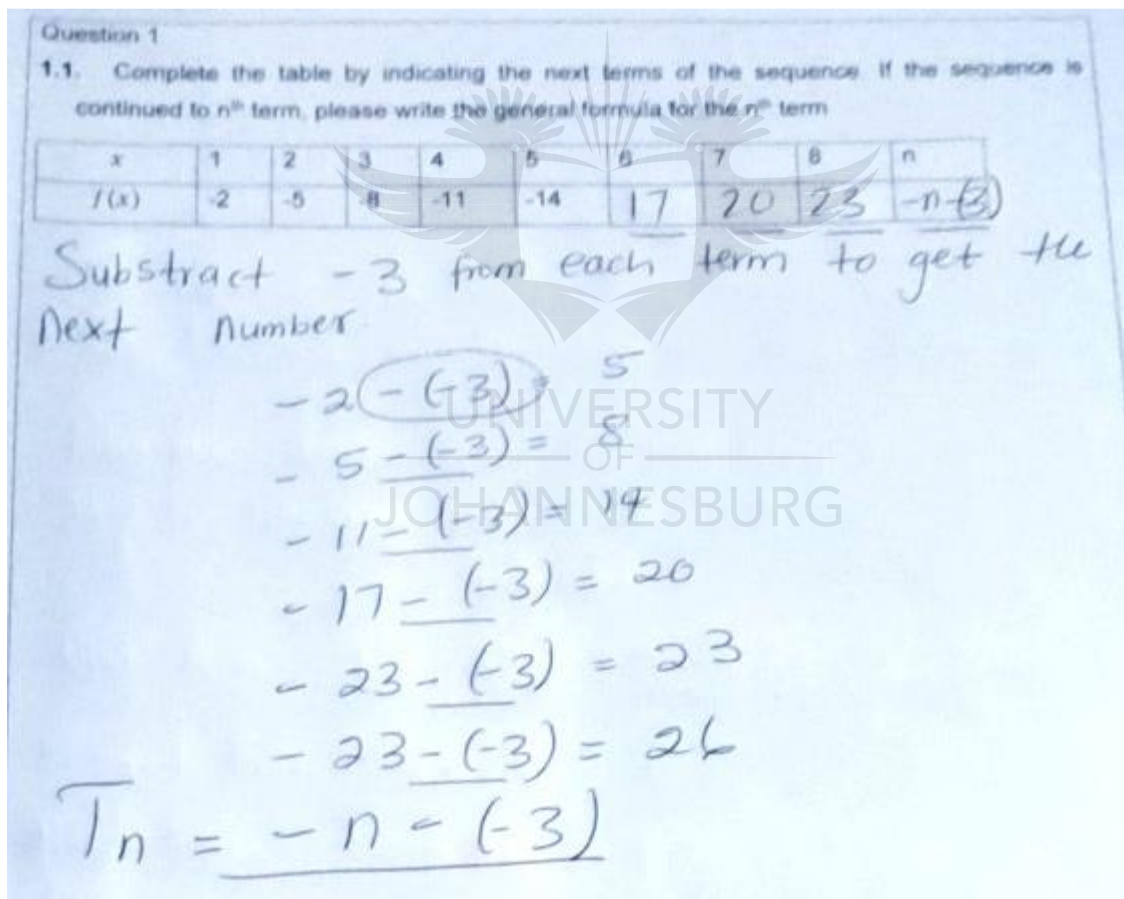 Question 1
1.1. Complete the table by indicating the next terms of the sequence. If the sequence is
continued to nth term, please write the general formula for the nth term
x 1 2 3 4 5 6 7 8 n
f(x) -2 -5 -8 -11 -14 17 20 23 -n-(3)
Substract -3 from each term to get the
next number
-2-(-3) = 5
-5-(-3) = 8
-11-(-3) = 14
-17-(-3) = 20
-23-(-3) = 23
-23-(-3) = 26
Tn = -n-(-3)
UNIVERSITY
OF
JOHANNESBURG